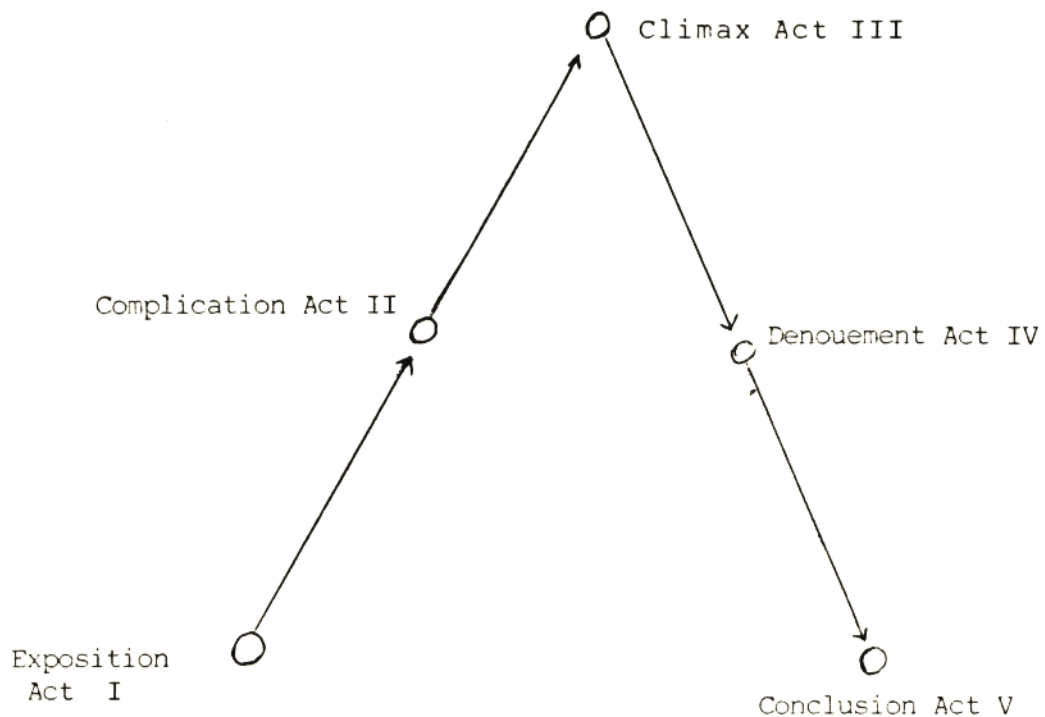 Climax Act III
Complication Act II
Denouement Act IV
Exposition
Act I
Conclusion Act V